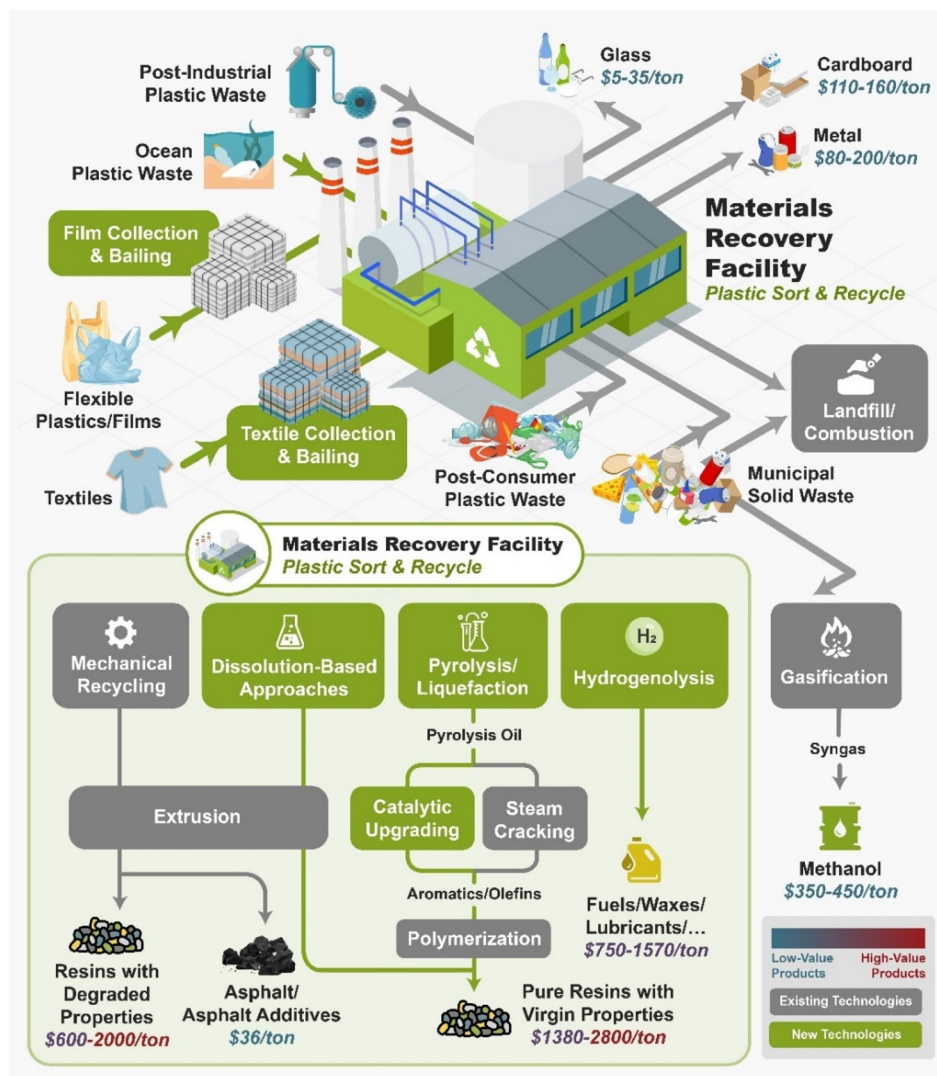 Post-Industrial
Plastic Waste
Glass
$5-35/ton
Cardboard
$110-160/ton
Ocean
Plastic Waste
Metal
$80-200/ton
Materials
Recovery
Facility
Plastic Sort & Recycle
Film Collection
& Bailing
Flexible
Plastics/Films
Textile Collection
& Bailing
Textiles
Post-Consumer
Plastic Waste
Landfill/
Combustion
Municipal
Solid Waste
Materials Recovery Facility
Plastic Sort & Recycle
Mechanical
Recycling
Dissolution-Based
Approaches
Pyrolysis/
Liquefaction
H₂
Hydrogenolysis
Gasification
Pyrolysis Oil
Syngas
Extrusion
Catalytic
Upgrading
Steam
Cracking
Aromatics/Olefins
Polymerization
Fuels/Waxes/
Lubricants/...
$750-1570/ton
Methanol
$350-450/ton
Resins with
Degraded
Properties
$600-2000/ton
Asphalt/
Asphalt Additives
$36/ton
Pure Resins with
Virgin Properties
$1380-2800/ton
Low-Value
Products
High-Value
Products
Existing Technologies
New Technologies